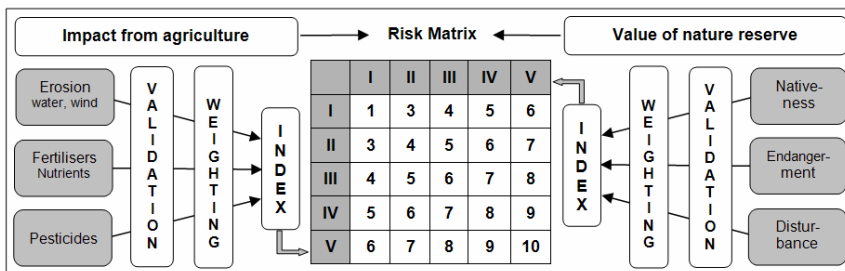 Impact from agriculture
Risk Matrix
Value of nature reserve
Erosion
water, wind
Fertilisers
Nutrients
Pesticides
VALIDATION
WEIGHTING
INDEX
I II III IV V
I 1 3 4 5 6
II 3 4 5 6 7
III 4 5 6 7 8
IV 5 6 7 8 9
V 6 7 8 9 10
INDEX
WEIGHTING
VALIDATION
Native-
ness
Endanger-
ment
Distur-
bance